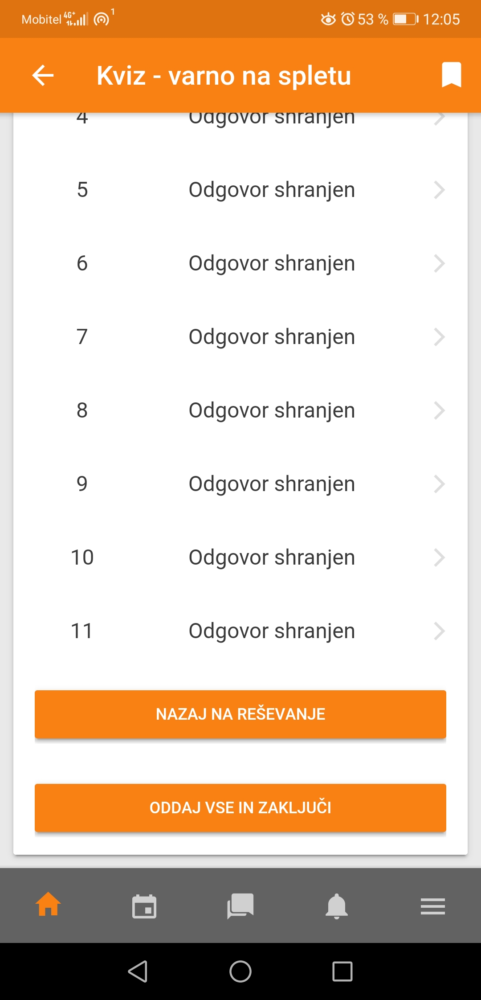 Mobitel 4G+ 1 53 % 12:05
Kviz - varno na spletu
4 Odgovor shranjen
5 Odgovor shranjen
6 Odgovor shranjen
7 Odgovor shranjen
8 Odgovor shranjen
9 Odgovor shranjen
10 Odgovor shranjen
11 Odgovor shranjen
NAZAJ NA REŠEVANJE
ODDAJ VSE IN ZAKLJUČI